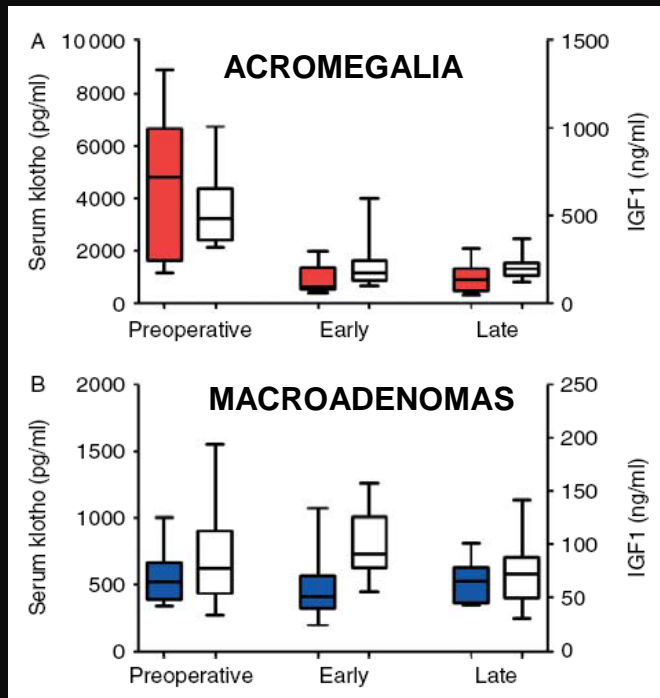 A
ACROMEGALIA
Serum klotho (pg/ml)
10 000
8000
6000
4000
2000
0
IGF1 (ng/ml)
1500
1000
500
0
Preoperative Early Late
B
MACROADENOMAS
Serum klotho (pg/ml)
2000
1500
1000
500
0
IGF1 (ng/ml)
250
200
150
100
50
0
Preoperative Early Late